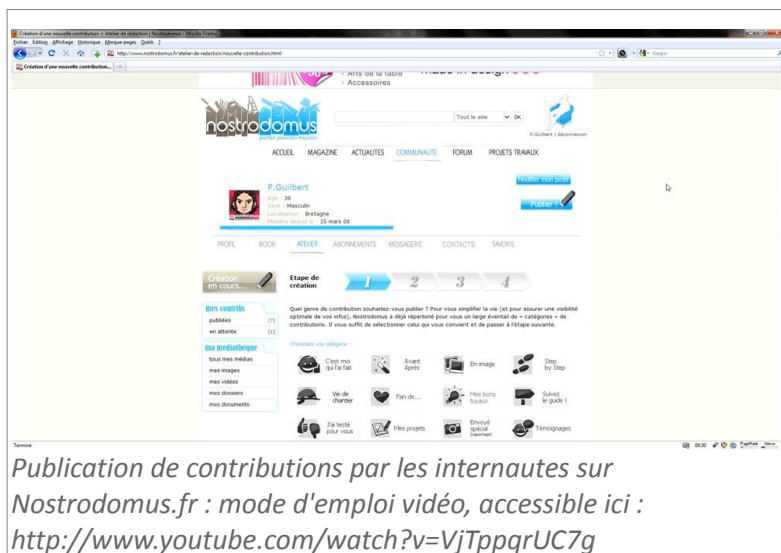 Création d'une nouvelle contribution « Atelier de rédaction | Nostrodomus - Mozilla Firefox
Fichier Édition Affichage Historique Marque-pages Outils ?
http://www.nostrodomus.fr/atelier-de-redaction/nouvelle-contribution.html
Création d'une nouvelle contribution...
Arts de la table
Accessoires
nostrodomus
Tout le site OK
P.Guilbert | déconnexion
ACCUEIL MAGAZINE ACTUALITES COMMUNAUTE FORUM PROJETS TRAVAUX
Modifier mon profil
P.Guilbert
Age : 36
Sexe : Masculin
Localisation : Bretagne
Membre depuis le : 25 mars 08
Publier !
PROFIL BOOK ATELIER ABONNEMENTS MESSAGERIE CONTACTS FAVORIS
Création en cours...
Etape de création 1 2 3 4
mes contribs
publiées [7]
en attente [1]
ma médiathèque
tous mes médias
mes images
mes vidéos
mes dossiers
mes documents
Quel genre de contribution souhaitez-vous publier ? Pour vous simplifier la vie (et pour assurer une visibilité
optimale de vos infos), Nostrodomus a déjà répertorié pour vous un large éventail de « catégories » de
contributions. Il vous suffit de sélectionner celui qui vous convient et de passer à l'étape suivante.
Choisissez une catégorie :
C'est moi qui l'ai fait
Avant Après
En image
Step by Step
Vie de chantier
Fan de...
Mes bons tuyaux
Suivez le guide !
J'ai testé pour vous
Mes projets
Envoyé spécial (reportage)
Témoignages
Terminé
00:30 PageRank Alexa
Publication de contributions par les internautes sur
Nostrodomus.fr : mode d'emploi vidéo, accessible ici :
http://www.youtube.com/watch?v=VjTppqrUC7g